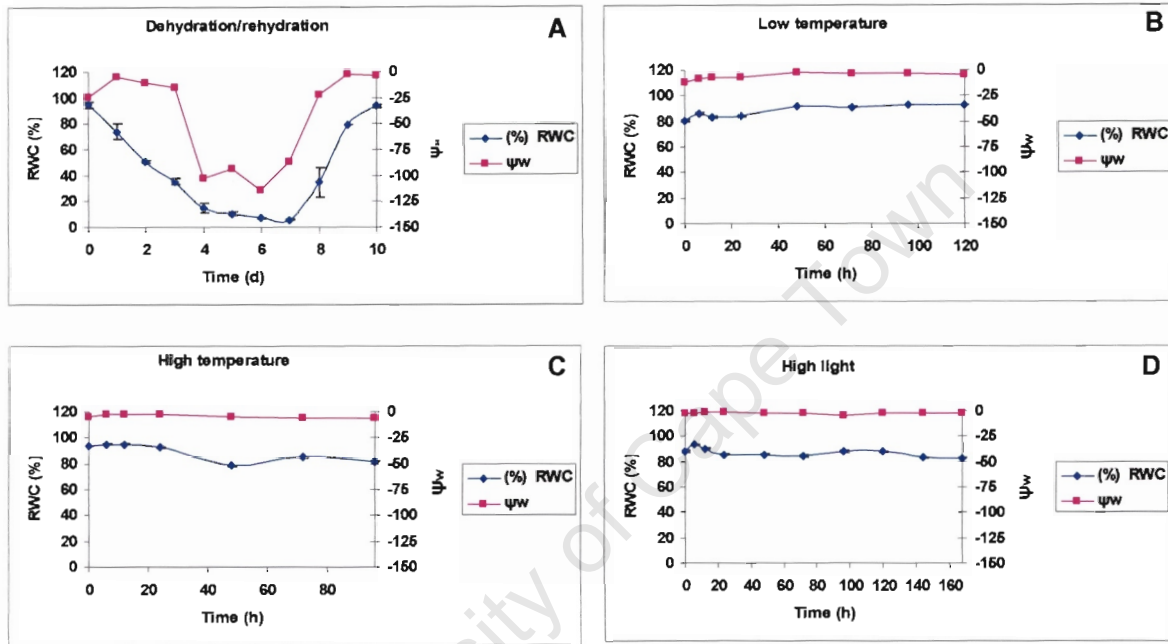 Dehydration/rehydration
A
120
100
80
60
40
20
0
RWC (%)
0
-25
-50
-75
-100
-125
-150
0 2 4 6 8 10
Time (d)
(%) RWC
ψw
Low temperature
B
120
100
80
60
40
20
0
RWC (%)
0
-25
-50
-75
-100
-125
-150
ψw
0 20 40 60 80 100 120
Time (h)
(%) RWC
ψw
High temperature
C
120
100
80
60
40
20
0
RWC (%)
0
-25
-50
-75
-100
-125
-150
ψw
0 20 40 60 80
Time (h)
(%) RWC
ψw
High light
D
120
100
80
60
40
20
0
RWC (%)
0
-25
-50
-75
-100
-125
-150
ψw
0 20 40 60 80 100 120 140 160
Time (h)
(%) RWC
ψw
City of Cape Town